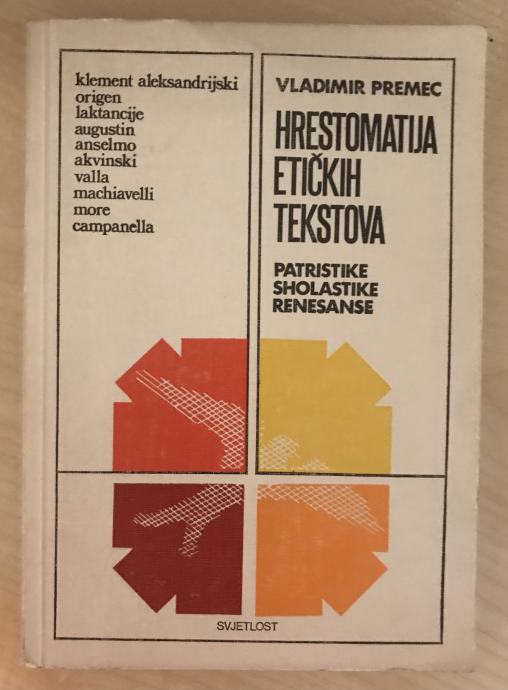 klement aleksandrijski
origen
laktancije
augustin
anselmo
akvinski
valla
machiavelli
more
campanella
VLADIMIR PREMEC
HRESTOMATIJA
ETIČKIH
TEKSTOVA
PATRISTIKE
SHOLASTIKE
RENESANSE
SVJETLOST